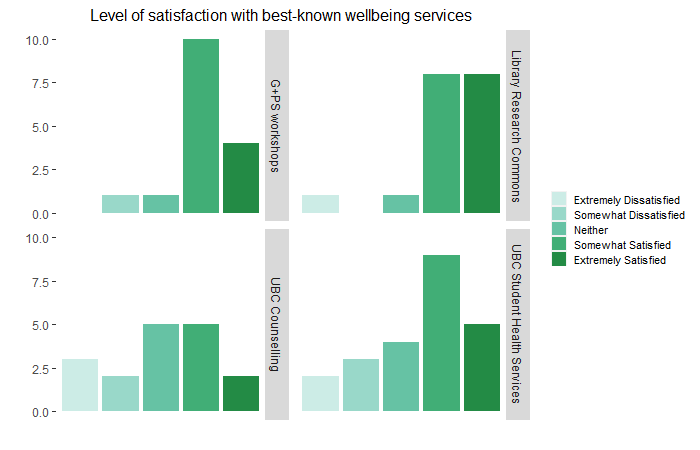 Level of satisfaction with best-known wellbeing services
10.0
7.5
5.0
2.5
0.0
G+PS workshops
Library Research Commons
10.0
7.5
5.0
2.5
0.0
UBC Counselling
UBC Student Health Services
Extremely Dissatisfied
Somewhat Dissatisfied
Neither
Somewhat Satisfied
Extremely Satisfied